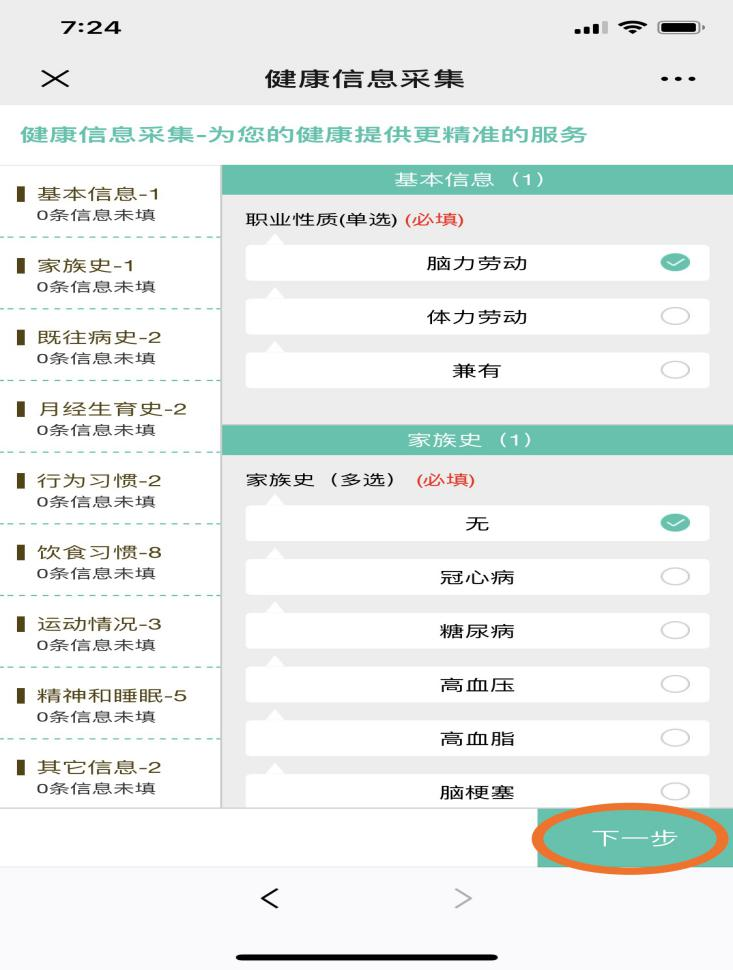 7:24
健康信息采集
健康信息采集-为您的健康提供更精准的服务
基本信息-1
0条信息未填
家族史-1
0条信息未填
既往病史-2
0条信息未填
月经生育史-2
0条信息未填
行为习惯-2
0条信息未填
饮食习惯-8
0条信息未填
运动情况-3
0条信息未填
精神和睡眠-5
0条信息未填
其它信息-2
0条信息未填
基本信息（1）
职业性质(单选) (必填)
脑力劳动
体力劳动
兼有
家族史（1）
家族史（多选） (必填)
无
冠心病
糖尿病
高血压
高血脂
脑梗塞
下一步